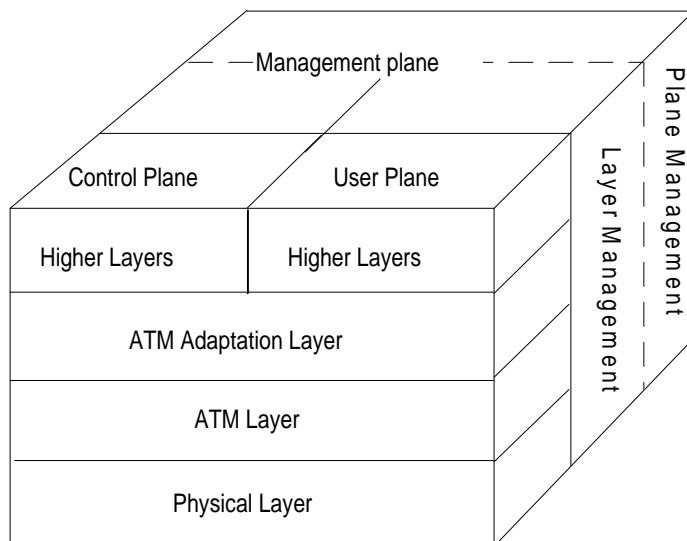 Management plane
Control Plane
User Plane
Higher Layers
Higher Layers
ATM Adaptation Layer
ATM Layer
Physical Layer
Layer Management
Plane Management